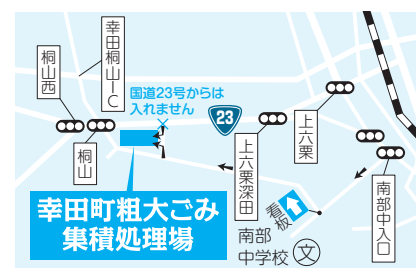 桐山西
幸田桐山IC
国道23号からは
入れません
23
桐山
上六栗深田
上六栗
南部中入口
看板
南部
中学校
文
幸田町粗大ごみ
集積処理場